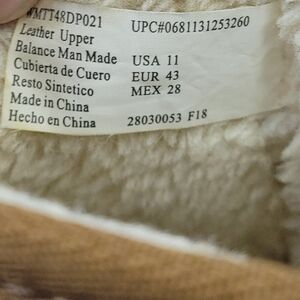 WMTT48DP021 UPC#0681131253260
Leather Upper
Balance Man Made USA 11
Cubierta de Cuero EUR 43
Resto Sintetico MEX 28
Made in China
Hecho en China 28030053 F18